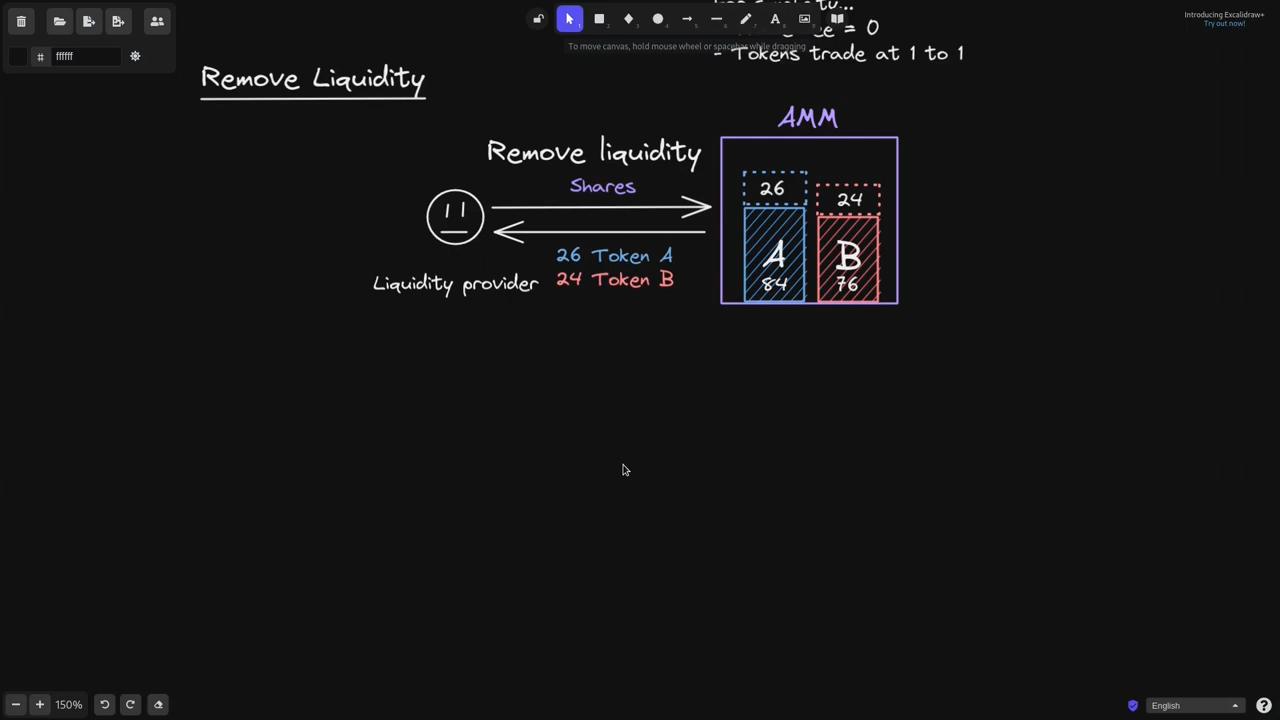 Introducing Excalidraw+
Try out now!
= 0
To move canvas, hold mouse wheel or spacebar while dragging
- Tokens trade at 1 to 1
# ffffff
Remove Liquidity
AMM
Remove liquidity
Shares
26
24
26 Token A
24 Token B
A
B
84
76
Liquidity provider
150%
English